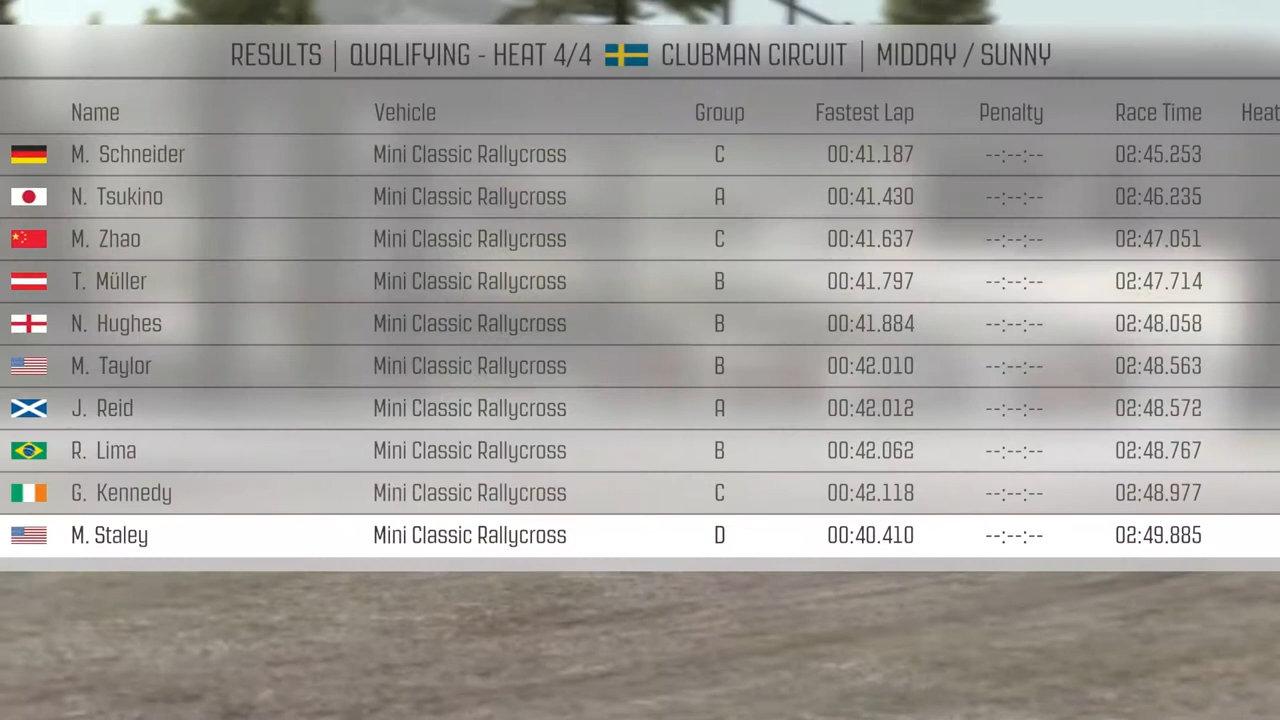 RESULTS | QUALIFYING - HEAT 4/4 CLUBMAN CIRCUIT | MIDDAY / SUNNY
Name Vehicle Group Fastest Lap Penalty Race Time Heat
M. Schneider Mini Classic Rallycross C 00:41.187 --:--:-- 02:45.253
N. Tsukino Mini Classic Rallycross A 00:41.430 --:--:-- 02:46.235
M. Zhao Mini Classic Rallycross C 00:41.637 --:--:-- 02:47.051
T. Müller Mini Classic Rallycross B 00:41.797 --:--:-- 02:47.714
N. Hughes Mini Classic Rallycross B 00:41.884 --:--:-- 02:48.058
M. Taylor Mini Classic Rallycross B 00:42.010 --:--:-- 02:48.563
J. Reid Mini Classic Rallycross A 00:42.012 --:--:-- 02:48.572
R. Lima Mini Classic Rallycross B 00:42.062 --:--:-- 02:48.767
G. Kennedy Mini Classic Rallycross C 00:42.118 --:--:-- 02:48.977
M. Staley Mini Classic Rallycross D 00:40.410 --:--:-- 02:49.885